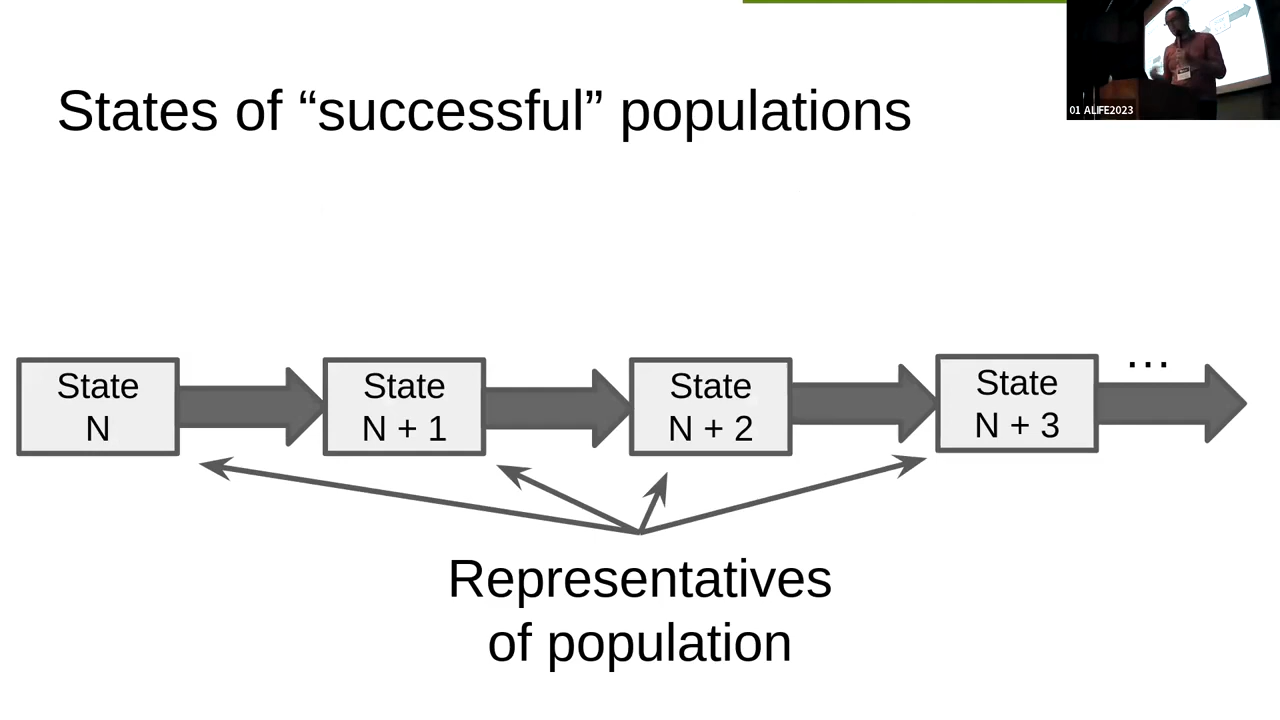 States of “successful” populations
01 ALIFE2023
State
N
State
N + 1
State
N + 2
State
N + 3
...
Representatives
of population